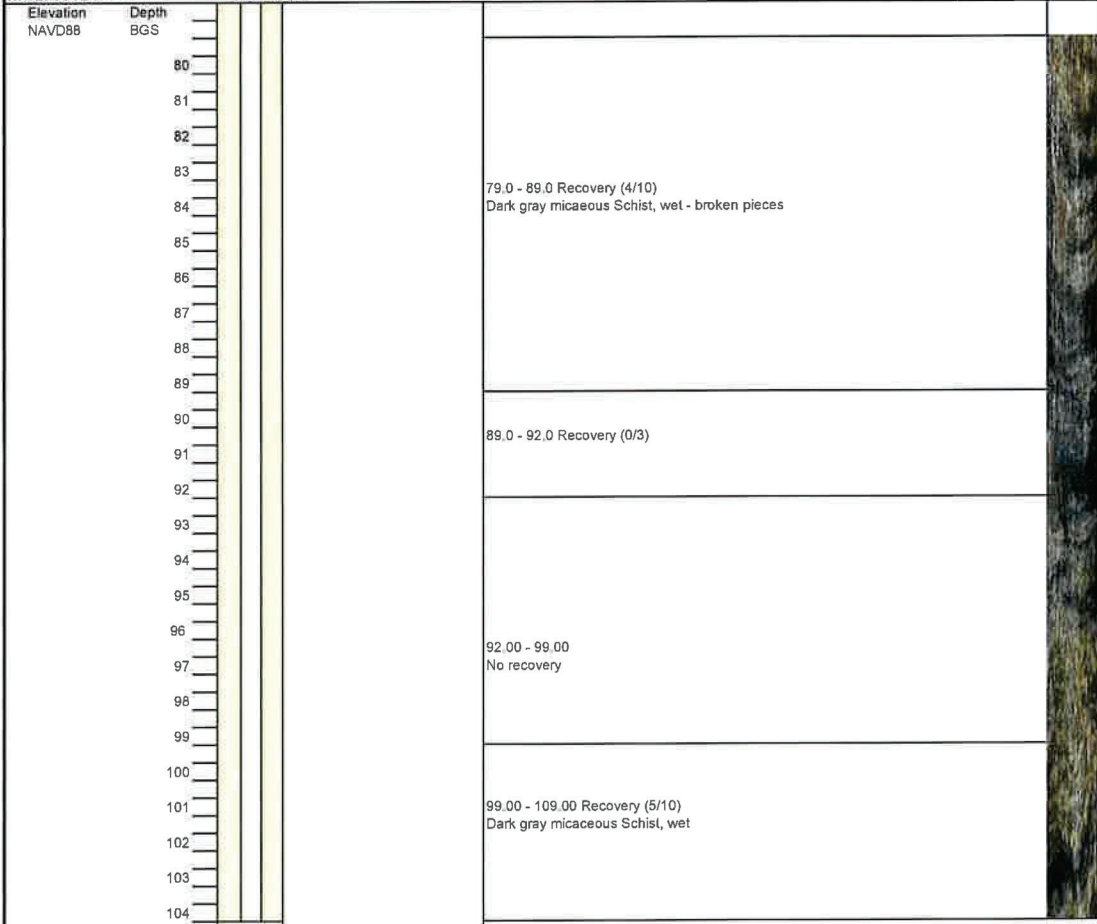 Elevation Depth
NAVD88 BGS
80
81
82
83
79.0 - 89.0 Recovery (4/10)
84
Dark gray micaeous Schist, wet - broken pieces
85
86
87
88
89
90
89.0 - 92.0 Recovery (0/3)
91
92
93
94
95
96
92.00 - 99.00
97
No recovery
98
99
100
101
99.00 - 109.00 Recovery (5/10)
Dark gray micaceous Schist, wet
102
103
104